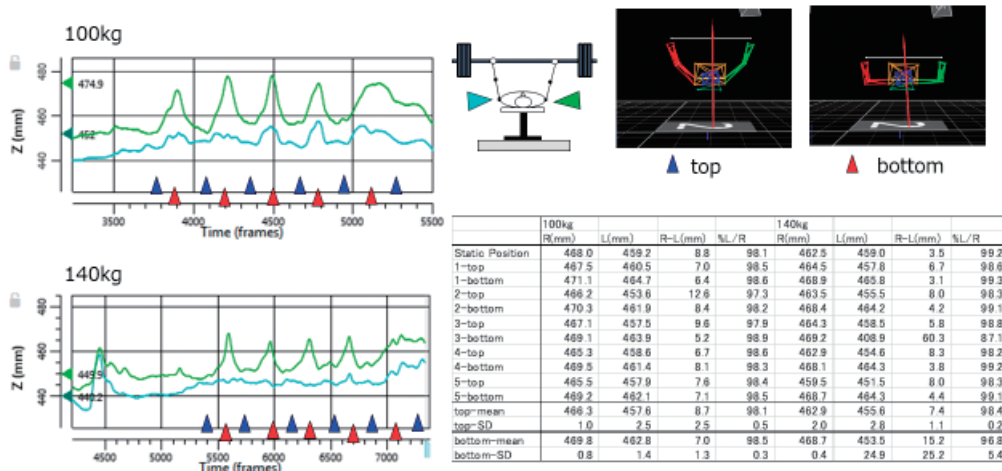 100kg
480
474.9
460
452
440
Z (mm)
3500 4000 4500 5000 5500
Time (frames)
140kg
480
460
449.9
440
440.2
Z (mm)
4500 5000 5500 6000 6500 7000
Time (frames)
2
2
top
bottom
100kg 140kg
R(mm) L(mm) R-L(mm) %L/R R(mm) L(mm) R-L(mm) %L/R
Static Position 468.0 459.2 8.8 98.1 462.5 459.0 3.5 99.2
1-top 467.5 460.5 7.0 98.5 464.5 457.8 6.7 98.6
1-bottom 471.1 464.7 6.4 98.6 468.9 465.8 3.1 99.3
2-top 466.2 453.6 12.6 97.3 463.5 455.5 8.0 98.3
2-bottom 470.3 461.9 8.4 98.2 468.4 464.2 4.2 99.1
3-top 467.1 457.5 9.6 97.9 464.3 458.5 5.8 98.8
3-bottom 469.1 463.9 5.2 98.9 469.2 408.9 60.3 87.1
4-top 465.3 458.6 6.7 98.6 462.9 454.6 8.3 98.2
4-bottom 469.5 461.4 8.1 98.3 468.1 464.3 3.8 99.2
5-top 465.5 457.9 7.6 98.4 459.5 451.5 8.0 98.3
5-bottom 469.2 462.1 7.1 98.5 468.7 464.3 4.4 99.1
top-mean 466.3 457.6 8.7 98.1 462.9 455.6 7.4 98.4
top-SD 1.0 2.5 2.5 0.5 2.0 2.8 1.1 0.2
bottom-mean 469.8 462.8 7.0 98.5 468.7 453.5 15.2 96.8
bottom-SD 0.8 1.4 1.3 0.3 0.4 24.9 25.2 5.4